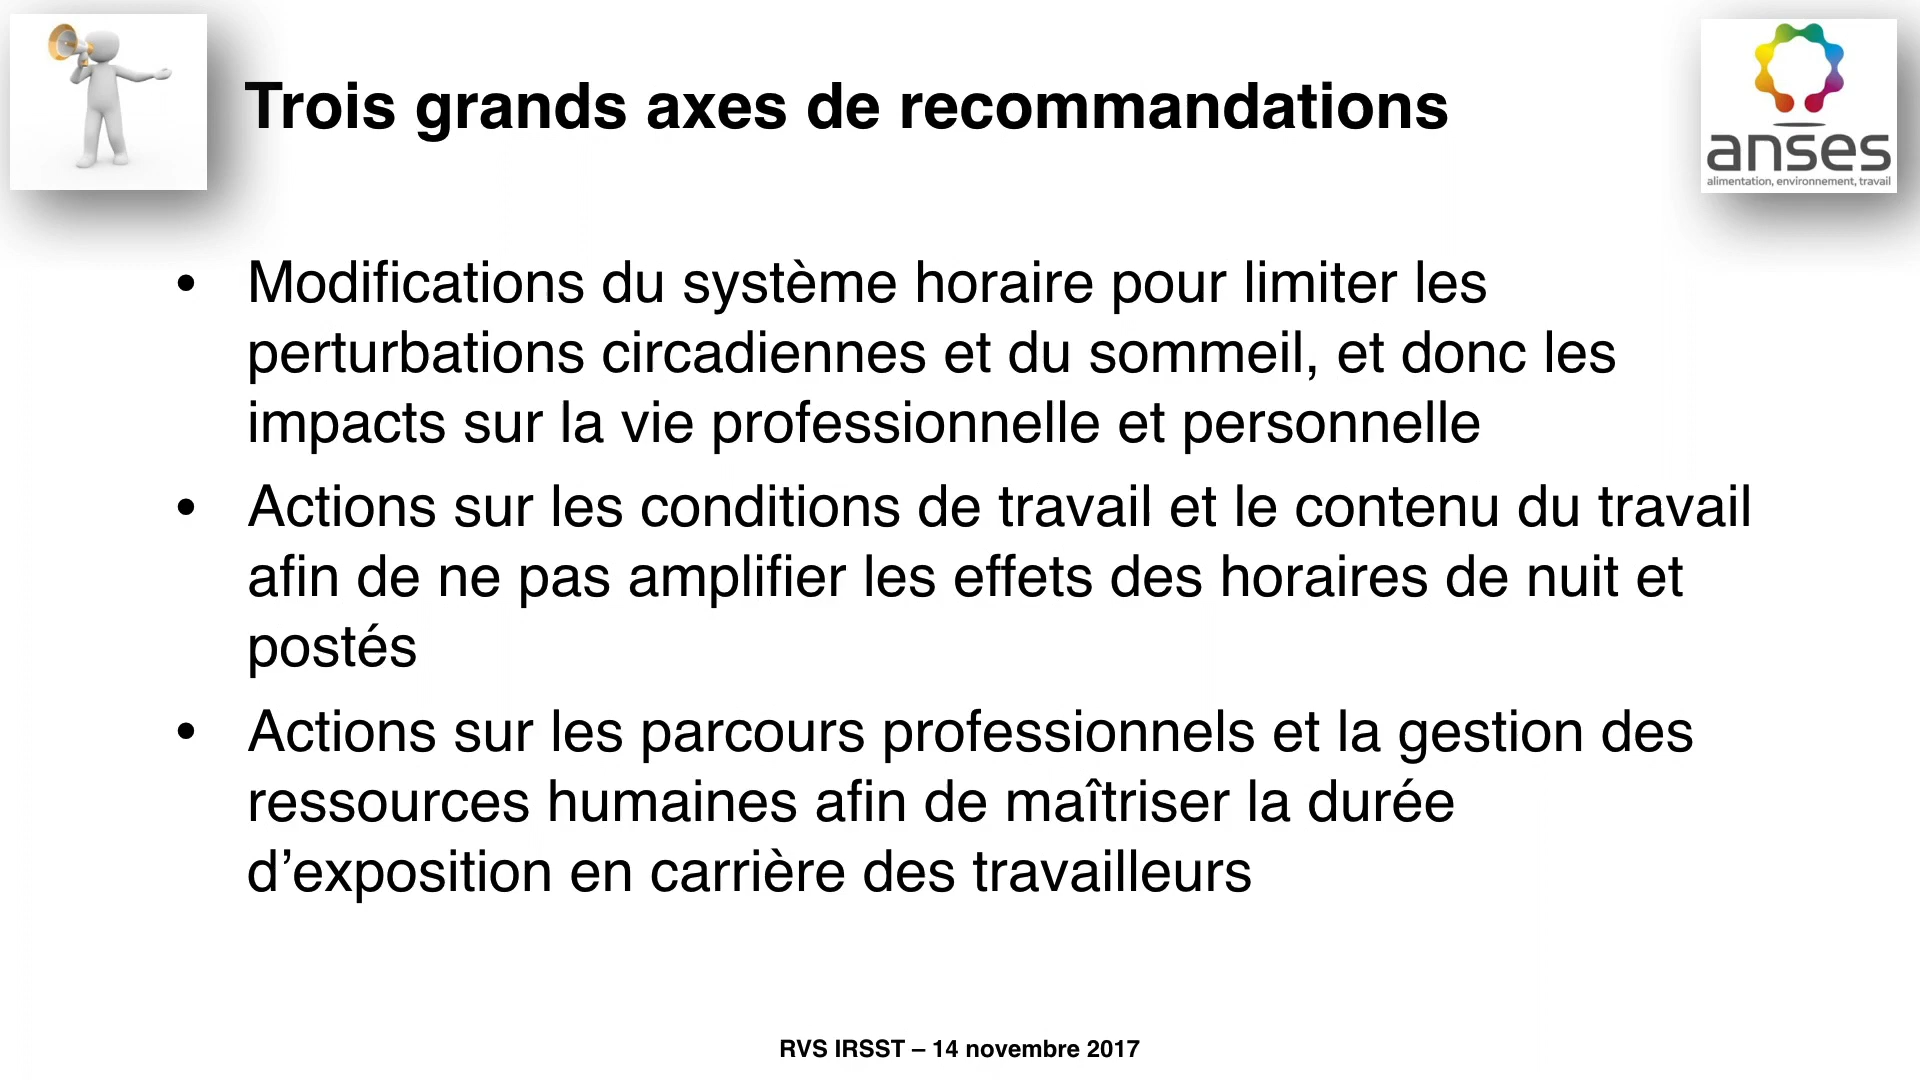 Trois grands axes de recommandations
anses
alimentation, environnement, travail
• Modifications du système horaire pour limiter les
perturbations circadiennes et du sommeil, et donc les
impacts sur la vie professionnelle et personnelle
• Actions sur les conditions de travail et le contenu du travail
afin de ne pas amplifier les effets des horaires de nuit et
postés
• Actions sur les parcours professionnels et la gestion des
ressources humaines afin de maîtriser la durée
d’exposition en carrière des travailleurs
RVS IRSST – 14 novembre 2017